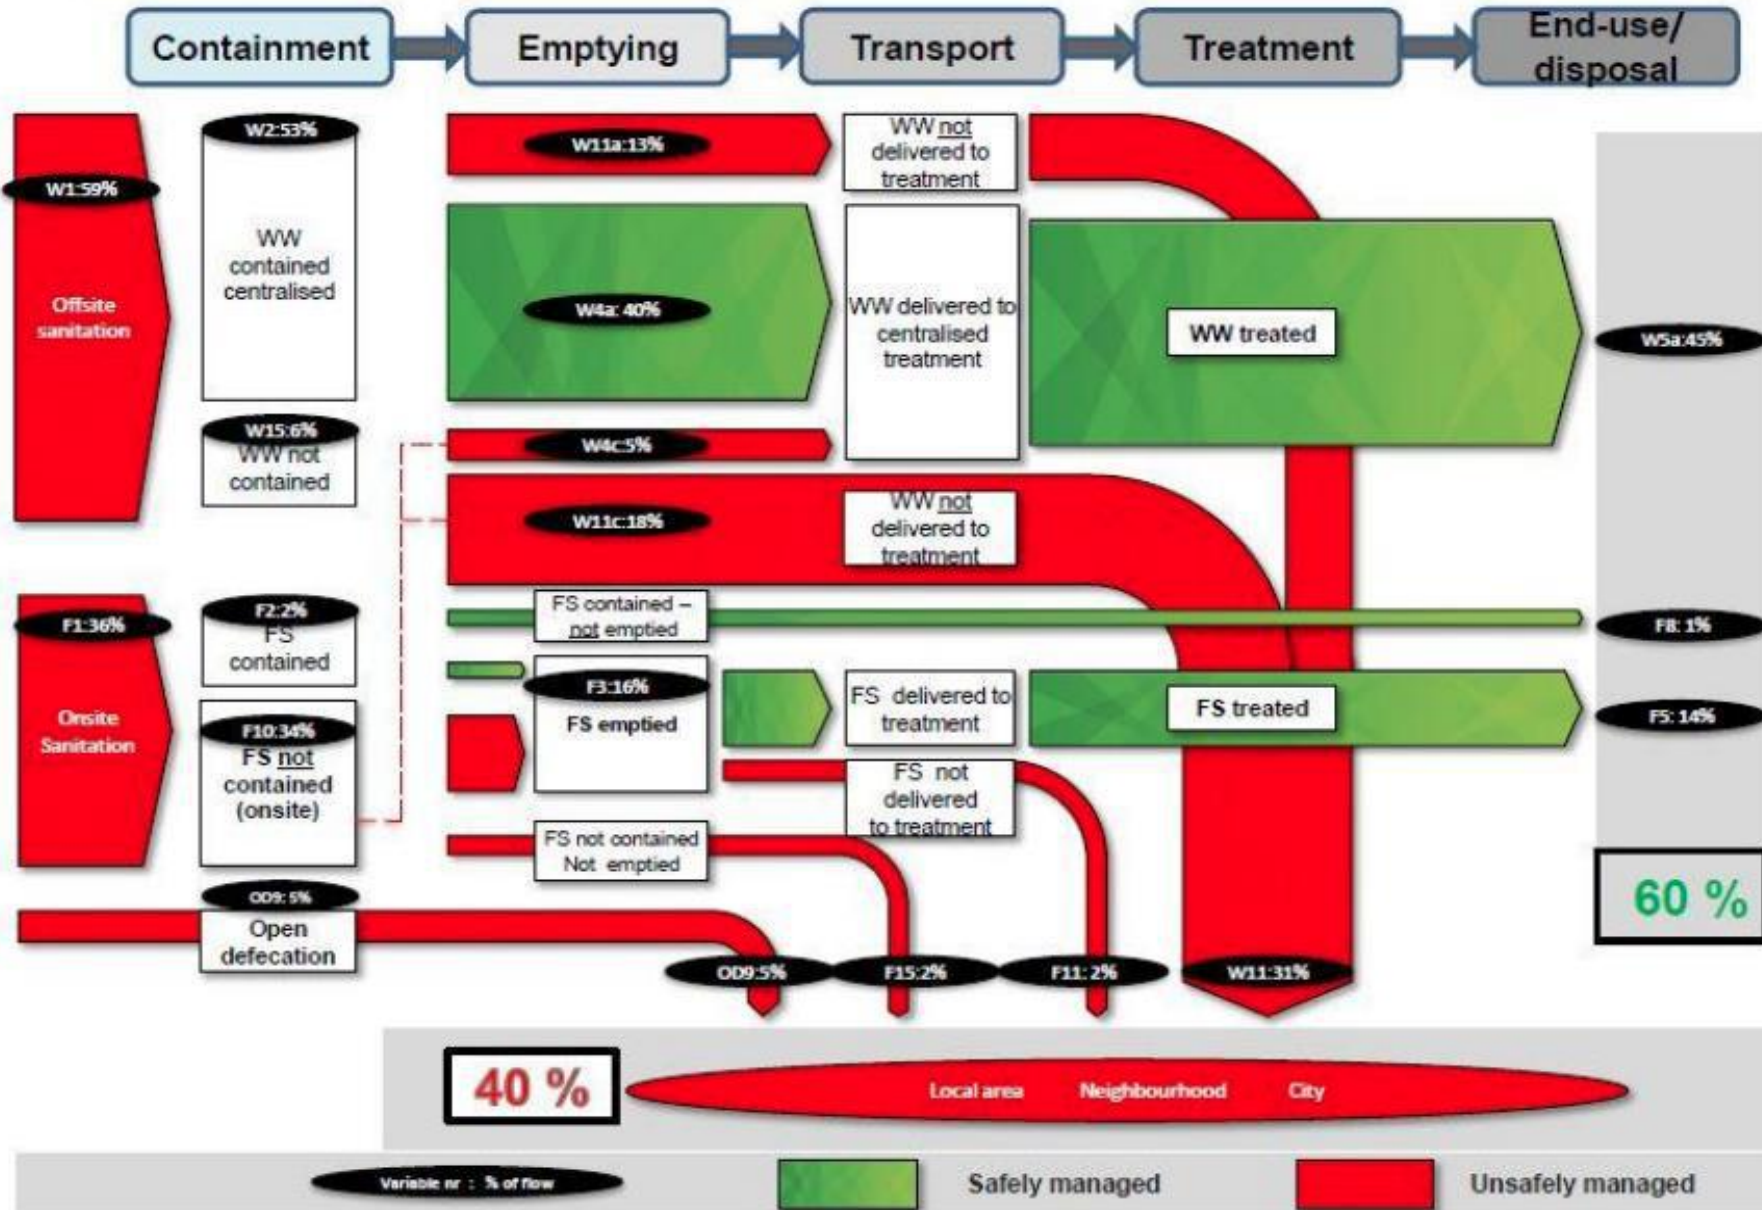 Containment
Emptying
Transport
Treatment
End-use/
disposal
W1:59%
Offsite
sanitation
W2:53%
WW
contained
centralised
W15:6%
WW not
contained
W11a:13%
WW not
delivered to
treatment
W4a: 40%
WW delivered to
centralised
treatment
WW treated
W5a:45%
W4c:5%
W11c:18%
WW not
delivered to
treatment
F1:36%
Onsite
Sanitation
F2:2%
FS
contained
F10:34%
FS not
contained
(onsite)
FS contained –
not emptied
F8: 1%
F3:16%
FS emptied
FS delivered to
treatment
FS treated
F5: 14%
FS not
delivered
to treatment
FS not contained
Not emptied
OD9: 5%
Open
defecation
60 %
OD9:5%
F15:2%
F11: 2%
W11:31%
40 %
Local area Neighbourhood City
Variable nr : % of flow
Safely managed
Unsafely managed